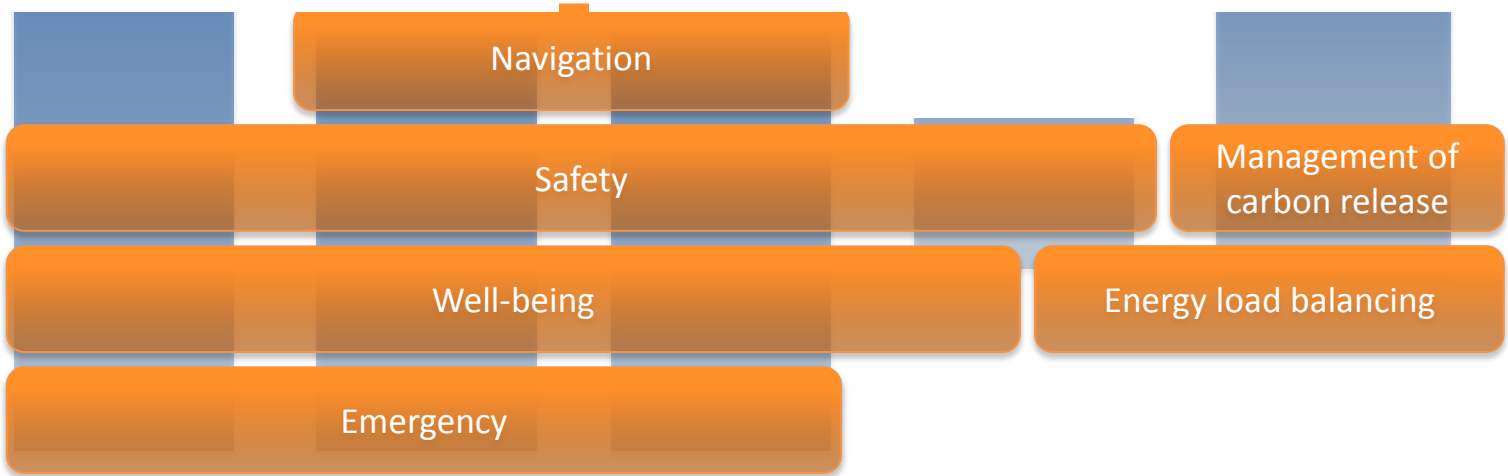 Navigation
Safety
Management of
carbon release
Well-being
Energy load balancing
Emergency